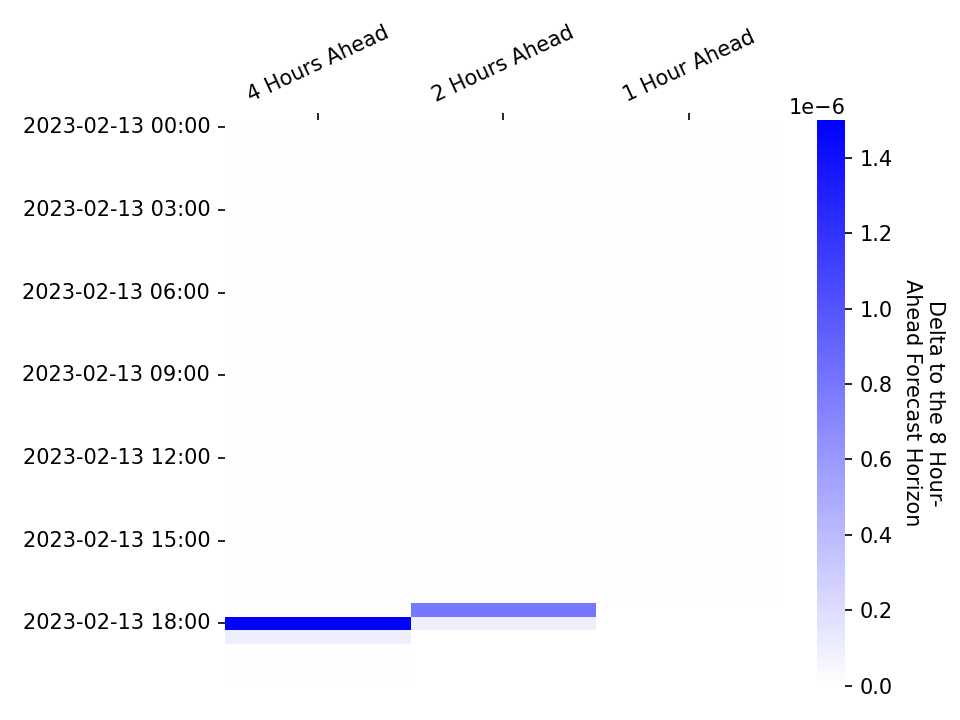 4 Hours Ahead
2 Hours Ahead
1 Hour Ahead
2023-02-13 00:00
2023-02-13 03:00
2023-02-13 06:00
2023-02-13 09:00
2023-02-13 12:00
2023-02-13 15:00
2023-02-13 18:00
1e−6
1.4
1.2
1.0
0.8
0.6
0.4
0.2
0.0
Delta to the 8 Hour-
Ahead Forecast Horizon